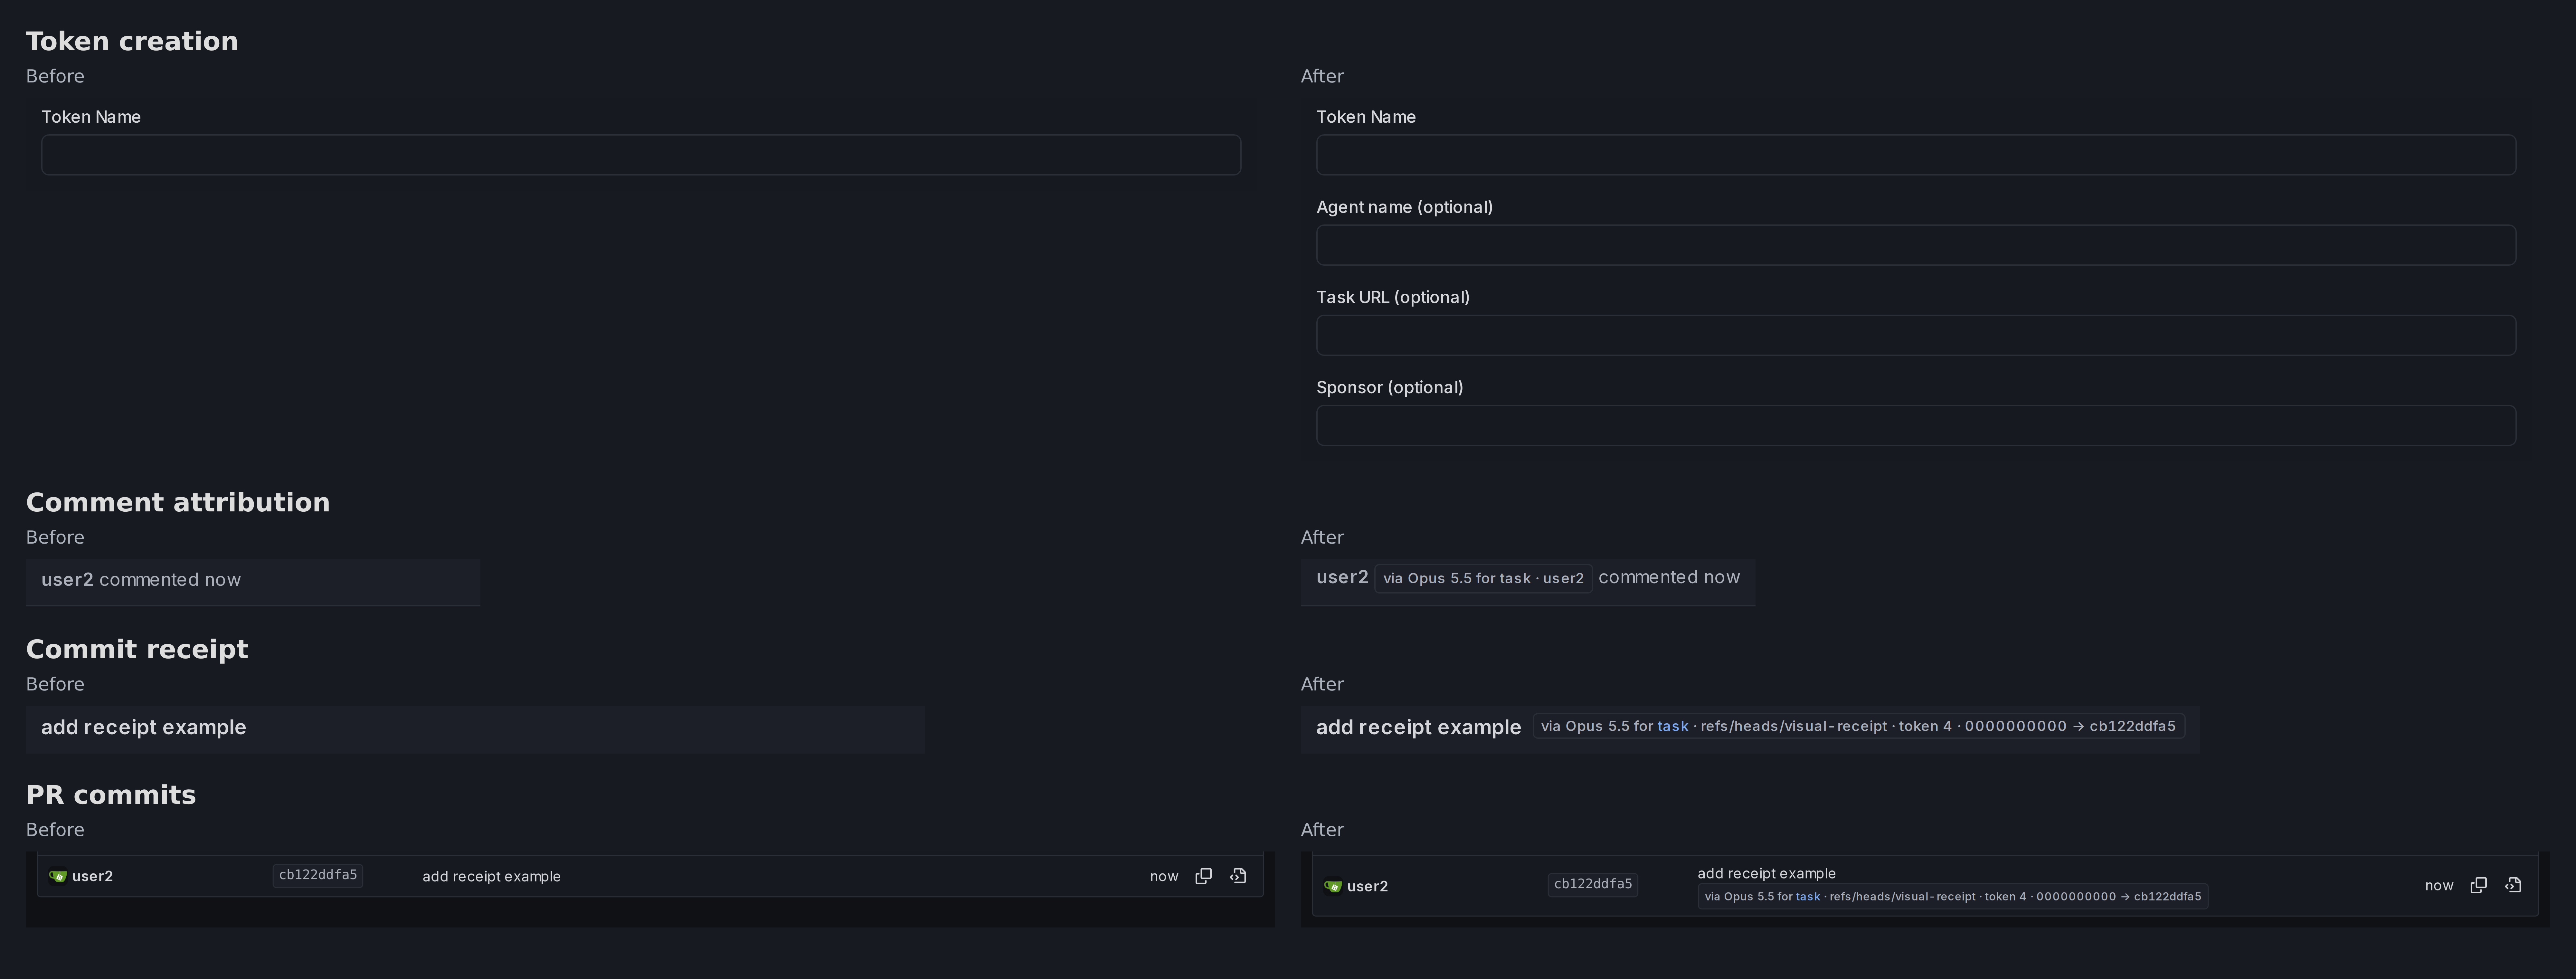 Token creation
Before
After
Token Name
Token Name
Agent name (optional)
Task URL (optional)
Sponsor (optional)
Comment attribution
Before
After
user2 commented now
user2 via Opus 5.5 for task · user2 commented now
Commit receipt
Before
After
add receipt example
add receipt example via Opus 5.5 for task · refs/heads/visual-receipt · token 4 · 0000000000 → cb122ddfa5
PR commits
Before
After
user2 cb122ddfa5 add receipt example now
user2 cb122ddfa5 add receipt example now
via Opus 5.5 for task · refs/heads/visual-receipt · token 4 · 0000000000 → cb122ddfa5